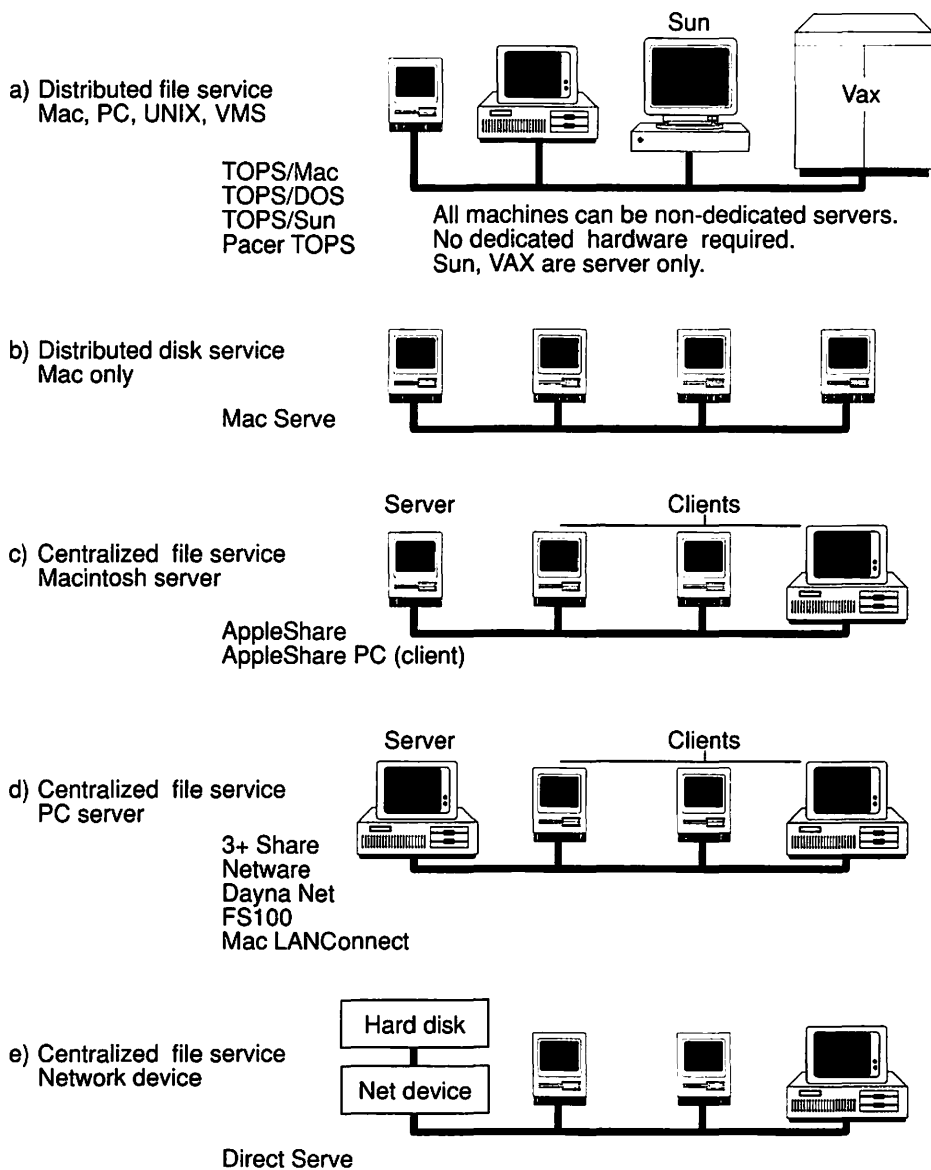 Sun
Vax
a) Distributed file service
Mac, PC, UNIX, VMS
TOPS/Mac
TOPS/DOS
TOPS/Sun
Pacer TOPS
All machines can be non-dedicated servers.
No dedicated hardware required.
Sun, VAX are server only.
b) Distributed disk service
Mac only
Mac Serve
Server
Clients
c) Centralized file service
Macintosh server
AppleShare
AppleShare PC (client)
Server
Clients
d) Centralized file service
PC server
3+ Share
Netware
Dayna Net
FS100
Mac LANConnect
Hard disk
e) Centralized file service
Network device
Net device
Direct Serve